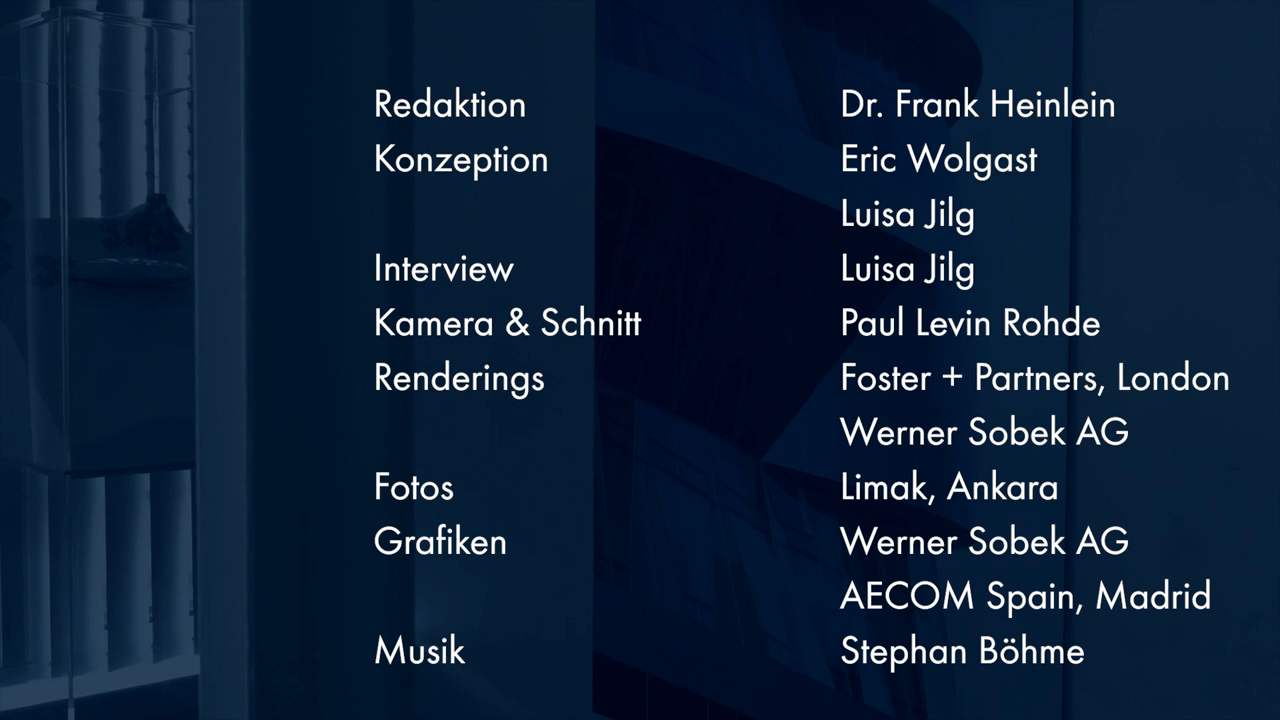 Redaktion Dr. Frank Heinlein
Konzeption Eric Wolgast
Luisa Jilg
Interview Luisa Jilg
Kamera & Schnitt Paul Levin Rohde
Renderings Foster + Partners, London
Werner Sobek AG
Fotos Limak, Ankara
Grafiken Werner Sobek AG
AECOM Spain, Madrid
Musik Stephan Böhme